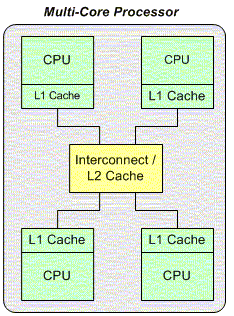 Multi-Core Processor
CPU
CPU
L1 Cache
L1 Cache
Interconnect /
L2 Cache
L1 Cache
L1 Cache
CPU
CPU